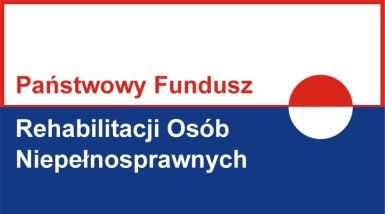 Państwowy Fundusz
Rehabilitacji Osób
Niepełnosprawnych